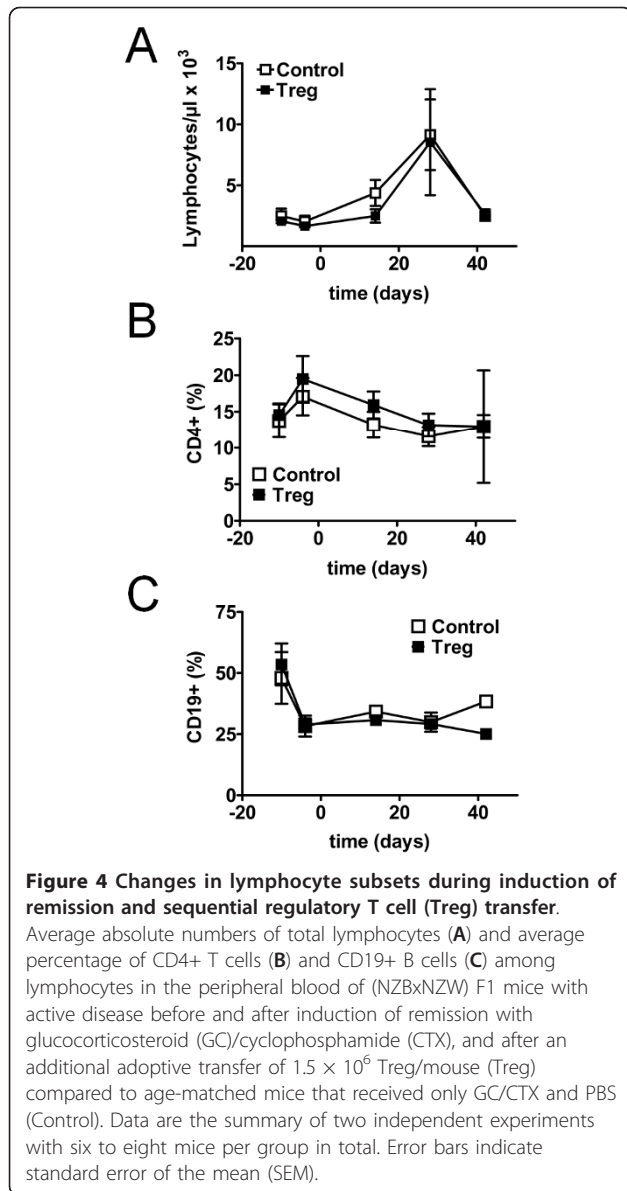 A
Control
Treg
Lymphocytes/µl x 10³
15
10
5
-20 0 20 40
time (days)
B
CD4+ (%)
25
20
15
10
5
0
Control
Treg
-20 0 20 40
time (days)
C
CD19+ (%)
75
50
25
0
Control
Treg
-20 0 20 40
time (days)
Figure 4 Changes in lymphocyte subsets during induction of
remission and sequential regulatory T cell (Treg) transfer.
Average absolute numbers of total lymphocytes (A) and average
percentage of CD4+ T cells (B) and CD19+ B cells (C) among
lymphocytes in the peripheral blood of (NZBxNZW) F1 mice with
active disease before and after induction of remission with
glucocorticosteroid (GC)/cyclophosphamide (CTX), and after an
additional adoptive transfer of 1.5 × 10⁶ Treg/mouse (Treg)
compared to age-matched mice that received only GC/CTX and PBS
(Control). Data are the summary of two independent experiments
with six to eight mice per group in total. Error bars indicate
standard error of the mean (SEM).